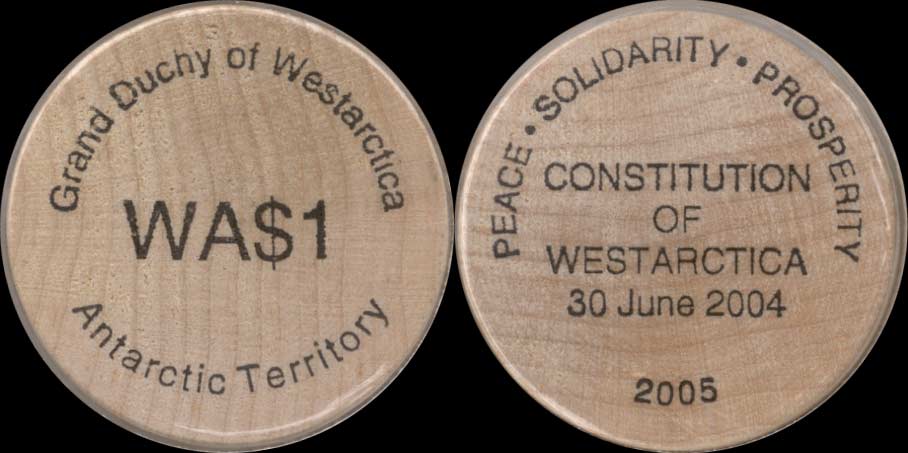 Grand Duchy of Westarctica
WA$1
Antarctic Territory
PEACE • SOLIDARITY • PROSPERITY
CONSTITUTION
OF
WESTARCTICA
30 June 2004
2005